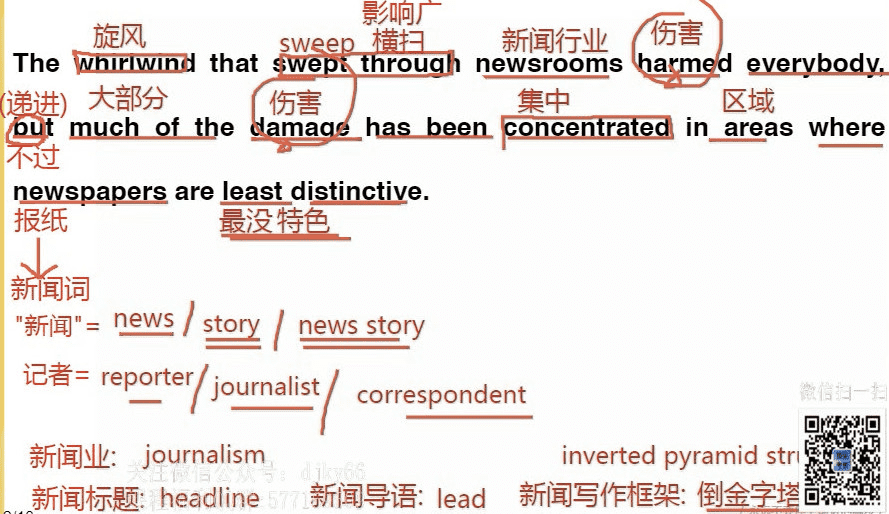 影响广
旋风 sweep 横扫 新闻行业 伤害
The whirlwind that swept through newsrooms harmed everybody,
(递进) 大部分 伤害 集中 区域
but much of the damage has been concentrated in areas where
不过
newspapers are least distinctive.
报纸 最没特色
新闻词
"新闻"= news / story / news story
记者= reporter / journalist / correspondent
微信扫一扫
新闻业: journalism inverted pyramid stru
关注微信公众号: djky66
新闻标题: headline 新闻导语: lead 新闻写作框架: 倒金字塔